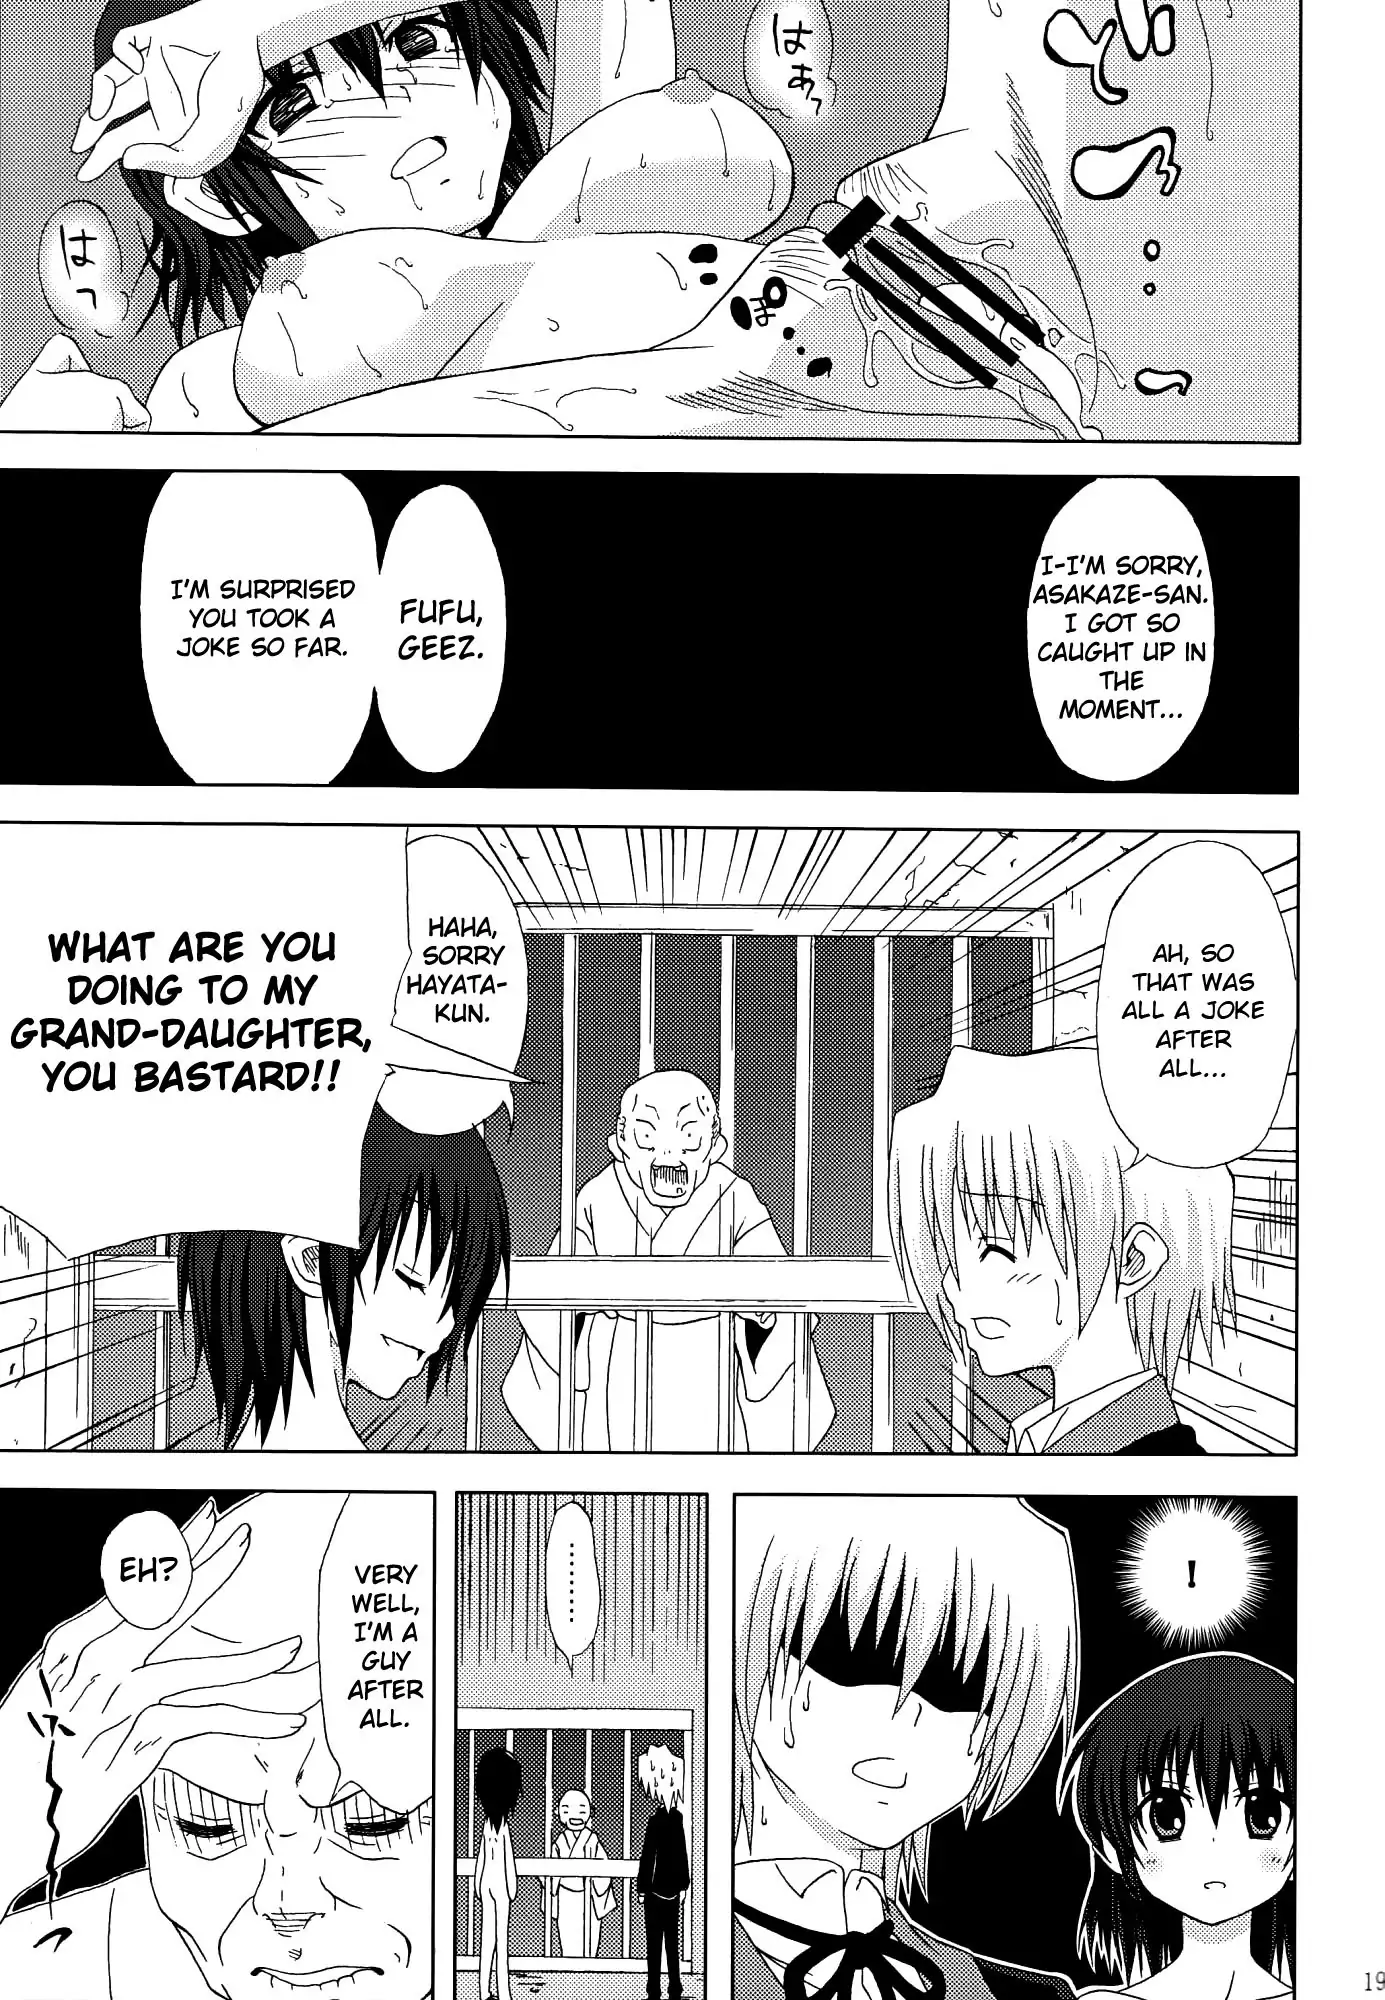 はぁっ
はっ
I-I'M SORRY,
ASAKAZE-SAN.
I GOT SO
CAUGHT UP IN
THE
MOMENT...
FUFU,
GEEZ.
I'M SURPRISED
YOU TOOK A
JOKE SO FAR.
AH, SO
THAT WAS
ALL A JOKE
AFTER
ALL...
HAHA,
SORRY
HAYATA-
KUN.
WHAT ARE YOU
DOING TO MY
GRAND-DAUGHTER,
YOU BASTARD!!
!
.........
VERY
WELL,
I'M A
GUY
AFTER
ALL.
EH?
19